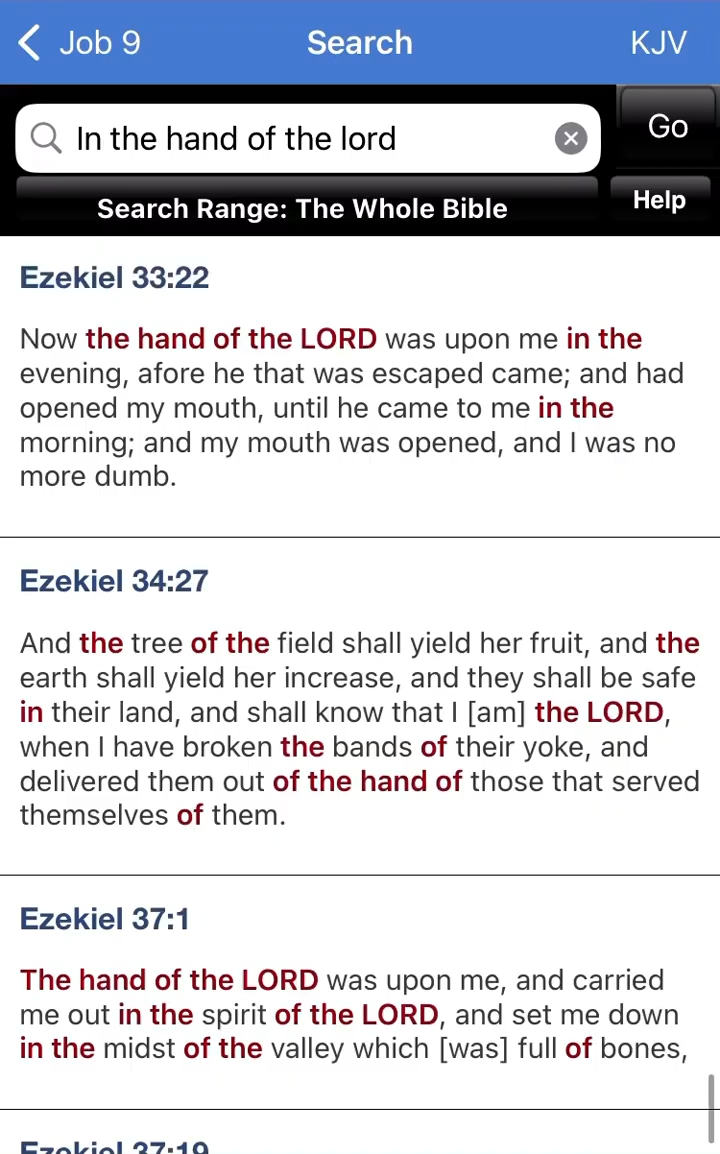 Job 9 Search KJV
In the hand of the lord Go
Search Range: The Whole Bible Help
Ezekiel 33:22
Now the hand of the LORD was upon me in the
evening, afore he that was escaped came; and had
opened my mouth, until he came to me in the
morning; and my mouth was opened, and I was no
more dumb.
Ezekiel 34:27
And the tree of the field shall yield her fruit, and the
earth shall yield her increase, and they shall be safe
in their land, and shall know that I [am] the LORD,
when I have broken the bands of their yoke, and
delivered them out of the hand of those that served
themselves of them.
Ezekiel 37:1
The hand of the LORD was upon me, and carried
me out in the spirit of the LORD, and set me down
in the midst of the valley which [was] full of bones,
Ezekiel 37:19